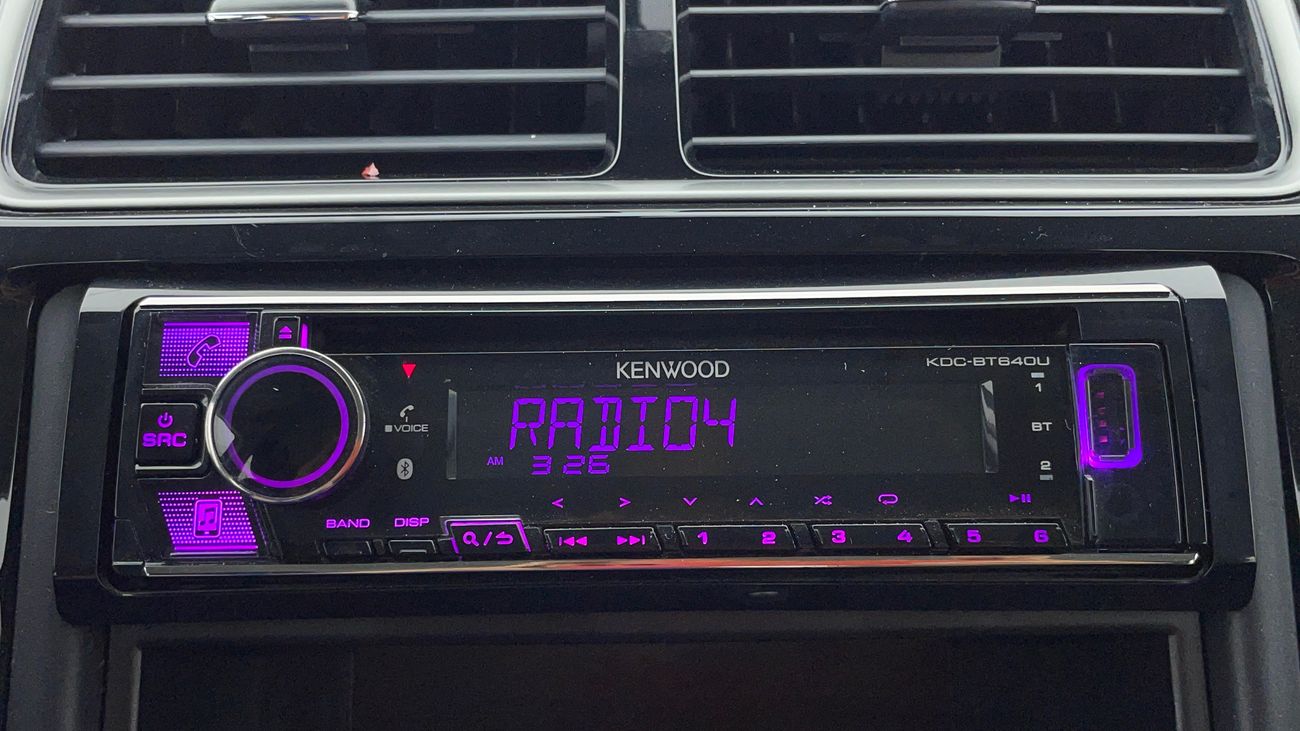 KENWOOD
KDC-BT640U
1
BT
2
SRC
VOICE
RADIO4
AM 3 26
BAND DISP
1 2 3 4 5 6